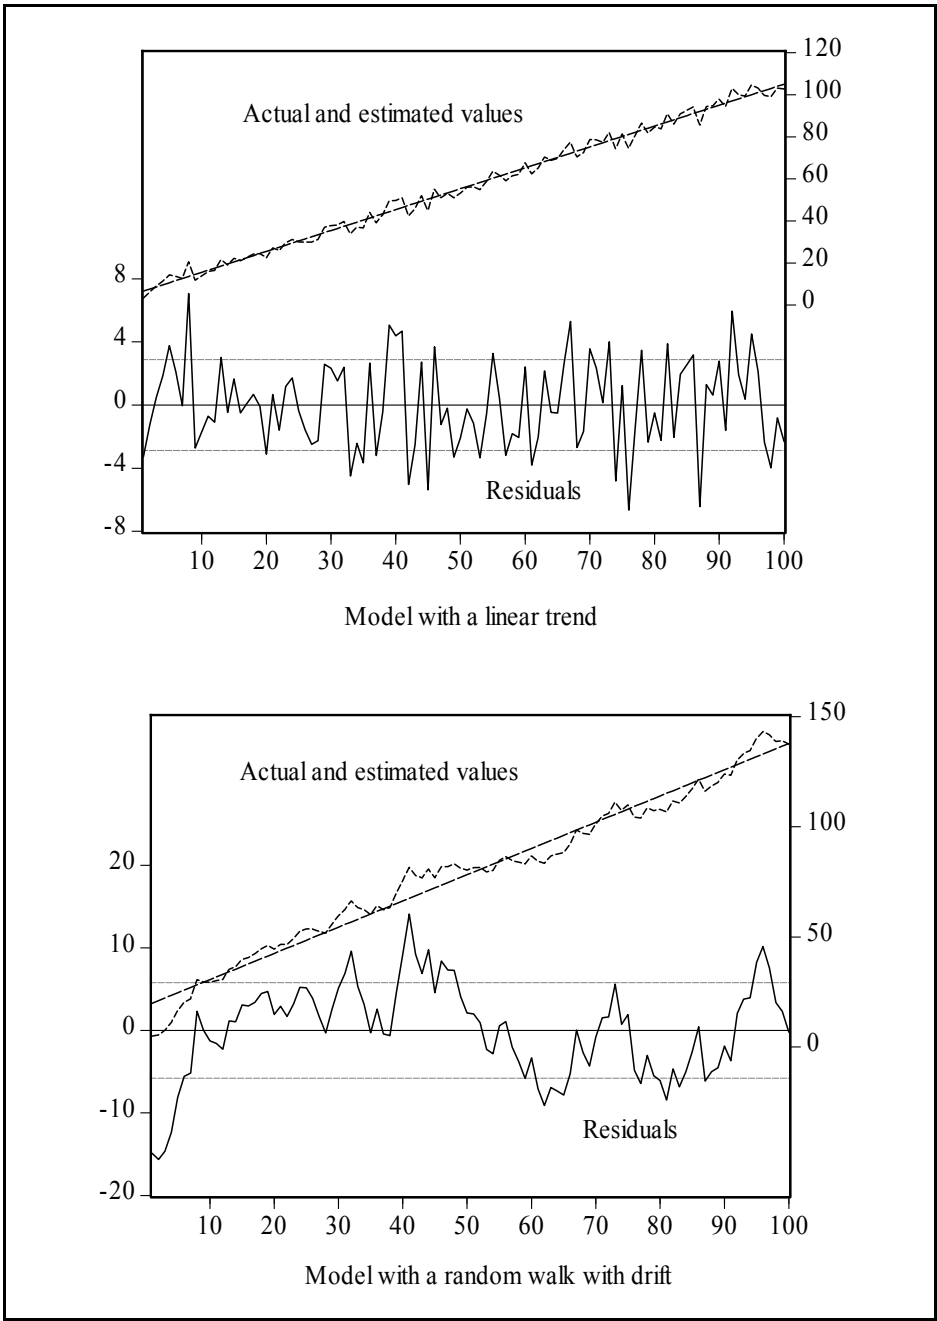 120
Actual and estimated values
100
80
60
40
8
20
0
4
0
-4
Residuals
-8
10 20 30 40 50 60 70 80 90 100
Model with a linear trend
150
Actual and estimated values
100
20
50
10
0
0
-10
Residuals
-20
10 20 30 40 50 60 70 80 90 100
Model with a random walk with drift